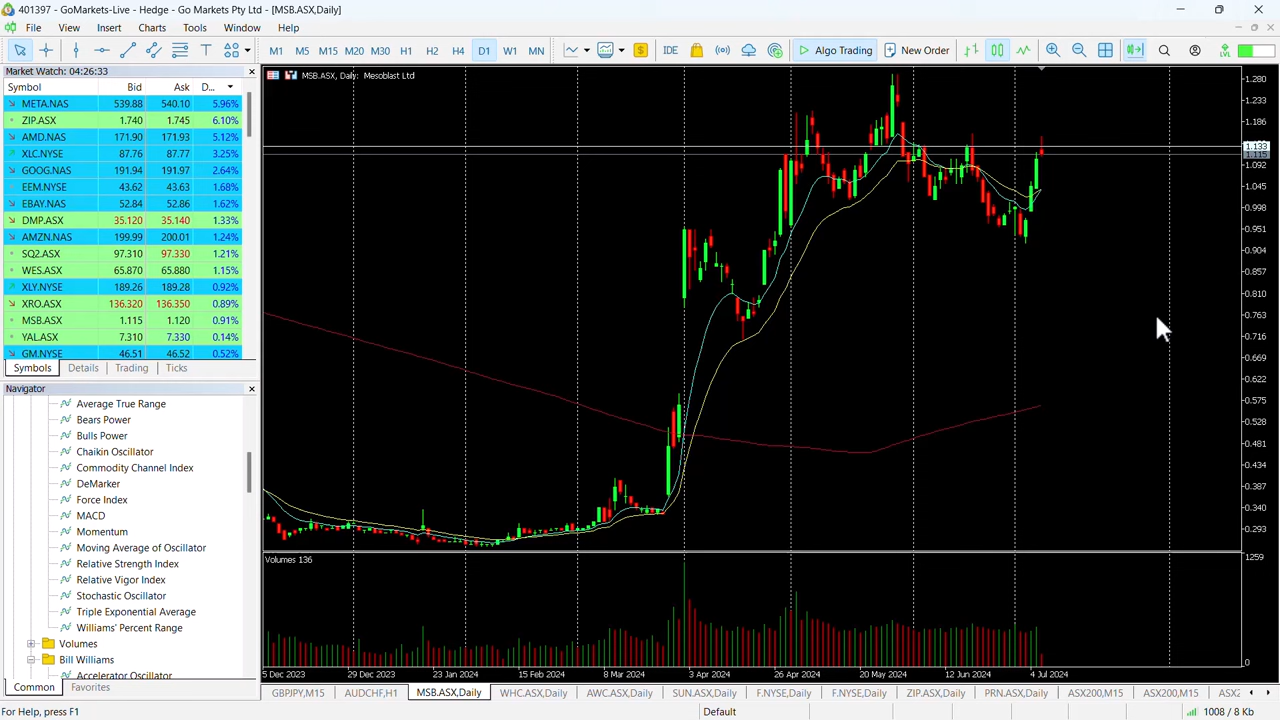 401397 - GoMarkets-Live - Hedge - Go Markets Pty Ltd - [MSB.ASX,Daily]
File View Insert Charts Tools Window Help
M1 M5 M15 M20 M30 H1 H2 H4 D1 W1 MN IDE Algo Trading New Order LVL
Market Watch: 04:26:33
Symbol Bid Ask D...
META.NAS 539.88 540.10 5.96%
ZIP.ASX 1.740 1.745 6.10%
AMD.NAS 171.90 171.93 5.12%
XLC.NYSE 87.76 87.77 3.25%
GOOG.NAS 191.94 191.97 2.64%
EEM.NYSE 43.62 43.63 1.68%
EBAY.NAS 52.84 52.86 1.62%
DMP.ASX 35.120 35.140 1.33%
AMZN.NAS 199.99 200.01 1.24%
SQ2.ASX 97.310 97.330 1.21%
WES.ASX 65.870 65.880 1.15%
XLY.NYSE 189.26 189.28 0.92%
XRO.ASX 136.320 136.350 0.89%
MSB.ASX 1.115 1.120 0.91%
YAL.ASX 7.310 7.330 0.14%
GM.NYSE 46.51 46.52 0.52%
Symbols Details Trading Ticks
Navigator
Average True Range
Bears Power
Bulls Power
Chaikin Oscillator
Commodity Channel Index
DeMarker
Force Index
MACD
Momentum
Moving Average of Oscillator
Relative Strength Index
Relative Vigor Index
Stochastic Oscillator
Triple Exponential Average
Williams' Percent Range
Volumes
Bill Williams
Accelerator Oscillator
Common Favorites
MSB.ASX, Daily: Mesoblast Ltd
1.280
1.233
1.186
1.133
1.115
1.092
1.045
0.998
0.951
0.904
0.857
0.810
0.763
0.716
0.669
0.622
0.575
0.528
0.481
0.434
0.387
0.340
0.293
Volumes 136
1259
0
5 Dec 2023 29 Dec 2023 23 Jan 2024 15 Feb 2024 8 Mar 2024 3 Apr 2024 26 Apr 2024 20 May 2024 12 Jun 2024 4 Jul 2024
GBPJPY,M15 AUDCHF,H1 MSB.ASX,Daily WHC.ASX,Daily AWC.ASX,Daily SUN.ASX,Daily F.NYSE,Daily F.NYSE,Daily ZIP.ASX,Daily PRN.ASX,Daily ASX200,M15 ASX200,M15 ASX2
For Help, press F1 Default 1008 / 8 Kb